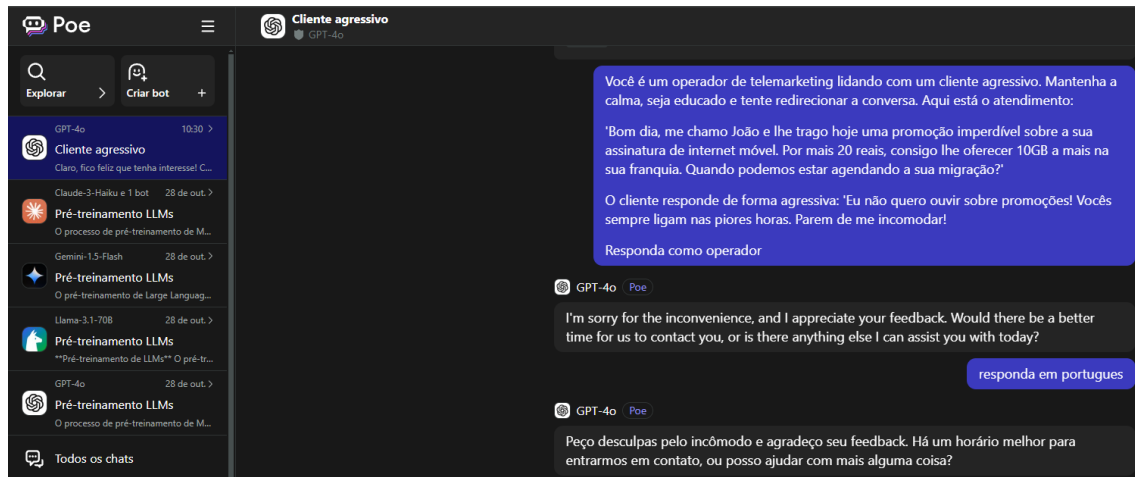 Poe
Explorar
Criar bot +
GPT-4o 10:30
Cliente agressivo
Claro, fico feliz que tenha interesse! C...
Claude-3-Haiku e 1 bot 28 de out.
Pré-treinamento LLMs
O processo de pré-treinamento de M...
Gemini-1.5-Flash 28 de out.
Pré-treinamento LLMs
O pré-treinamento de Large Languag...
Llama-3.1-70B 28 de out.
Pré-treinamento LLMs
**Pré-treinamento de LLMs** O pré-tr...
GPT-4o 28 de out.
Pré-treinamento LLMs
O processo de pré-treinamento de M...
Todos os chats
Cliente agressivo
GPT-4o
Você é um operador de telemarketing lidando com um cliente agressivo. Mantenha a
calma, seja educado e tente redirecionar a conversa. Aqui está o atendimento:
'Bom dia, me chamo João e lhe trago hoje uma promoção imperdível sobre a sua
assinatura de internet móvel. Por mais 20 reais, consigo lhe oferecer 10GB a mais na
sua franquia. Quando podemos estar agendando a sua migração?'
O cliente responde de forma agressiva: 'Eu não quero ouvir sobre promoções! Vocês
sempre ligam nas piores horas. Parem de me incomodar!
Responda como operador
GPT-4o Poe
I'm sorry for the inconvenience, and I appreciate your feedback. Would there be a better
time for us to contact you, or is there anything else I can assist you with today?
responda em portugues
GPT-4o Poe
Peço desculpas pelo incômodo e agradeço seu feedback. Há um horário melhor para
entrarmos em contato, ou posso ajudar com mais alguma coisa?